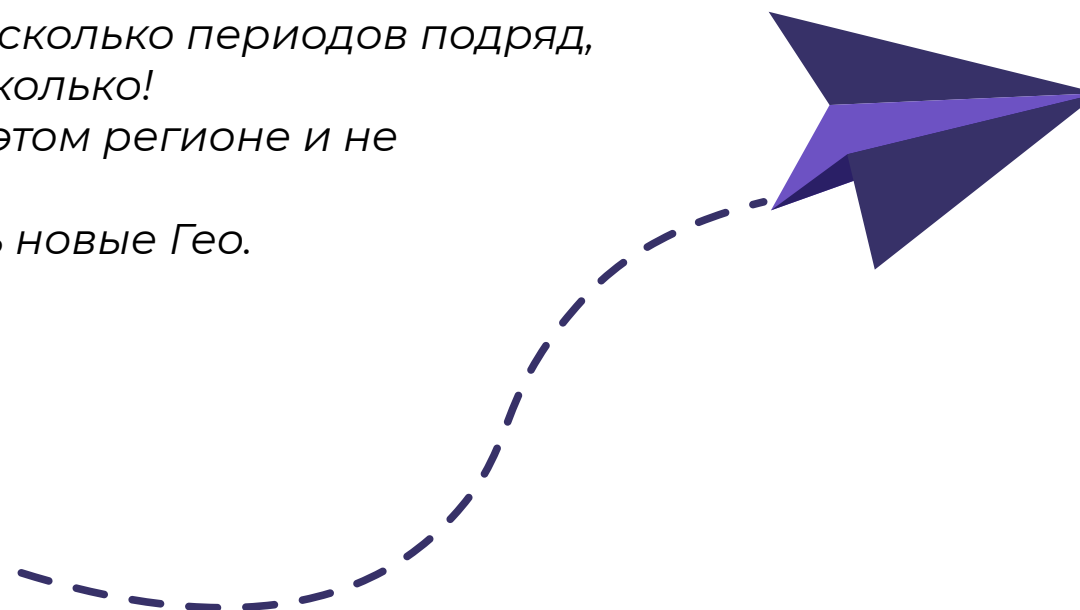 сколько периодов подряд,
колько!
этом регионе и не
новые Гео.